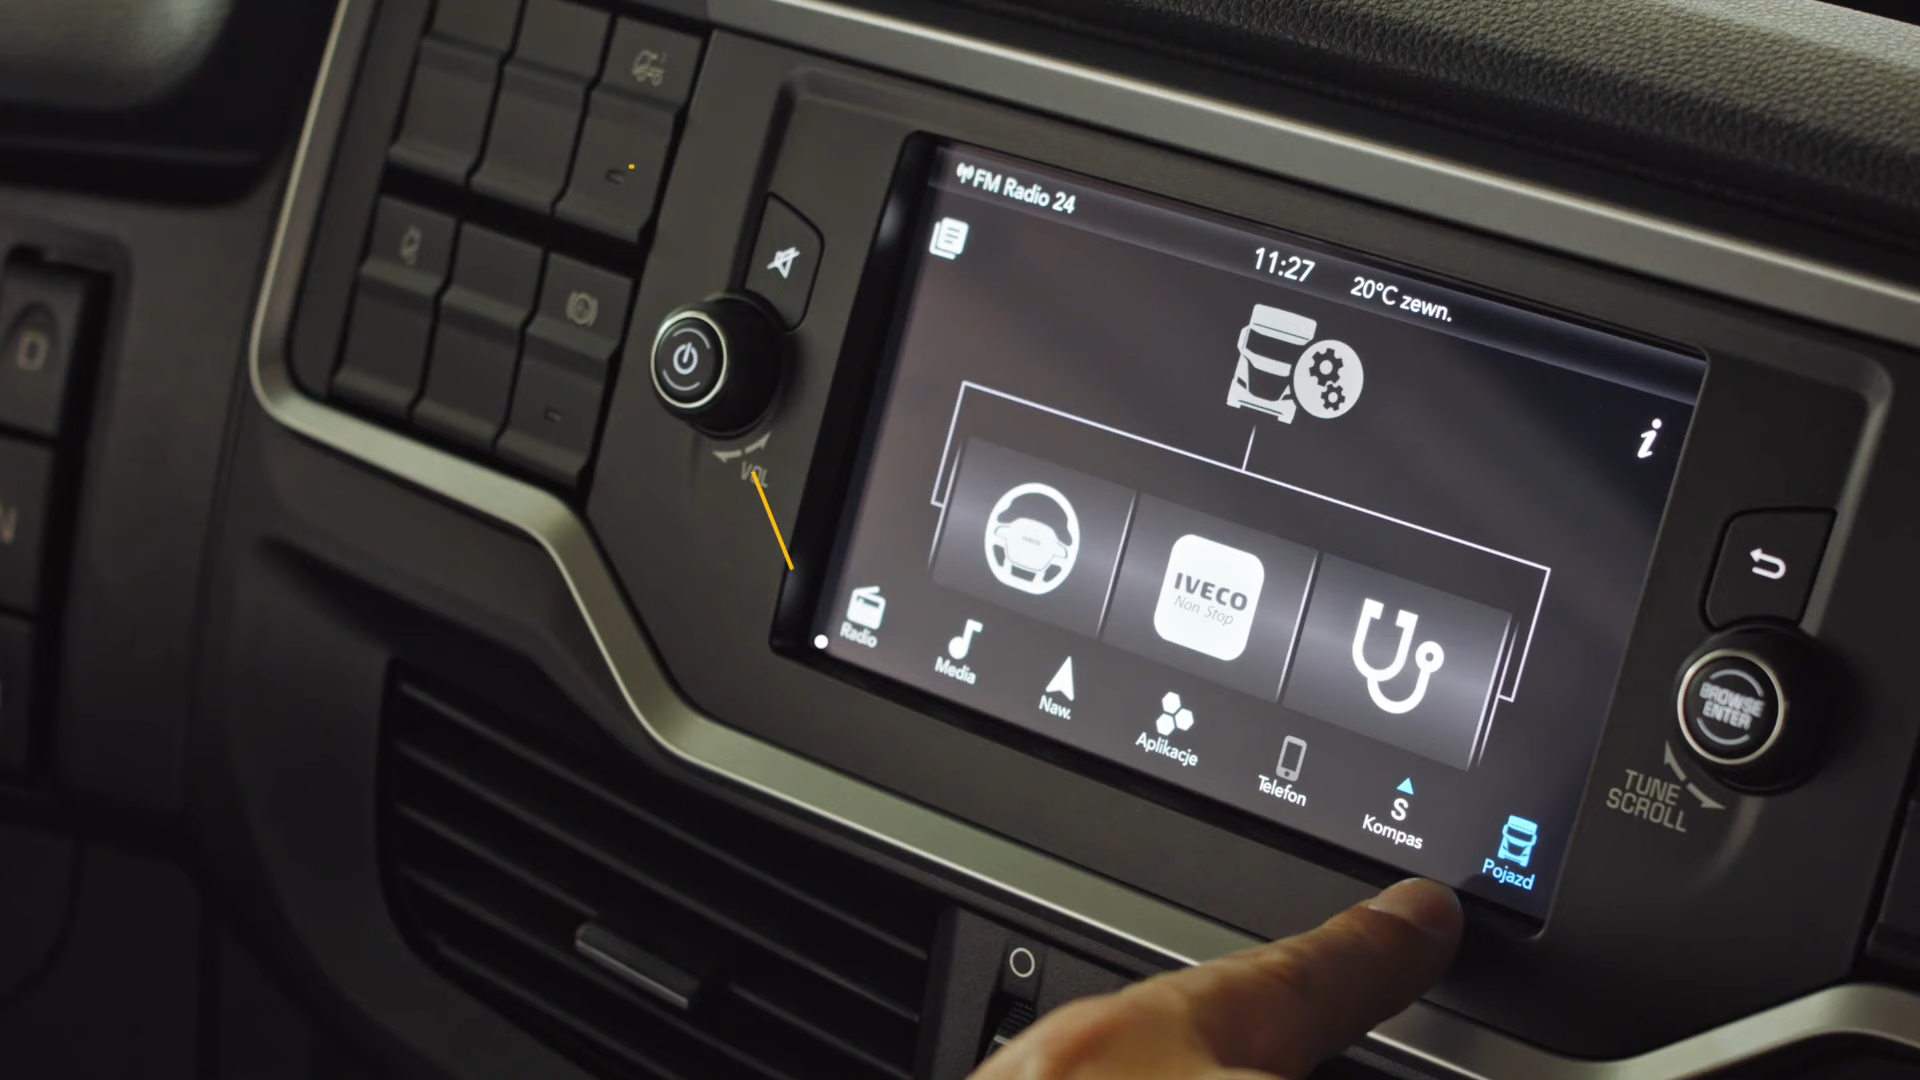 FM Radio 24
11:27
20°C zewn.
i
VOL
IVECO
Non Stop
Radio
Media
Naw.
Aplikacje
Telefon
S
Kompas
Pojazd
BROWSE
ENTER
TUNE
SCROLL
D
N